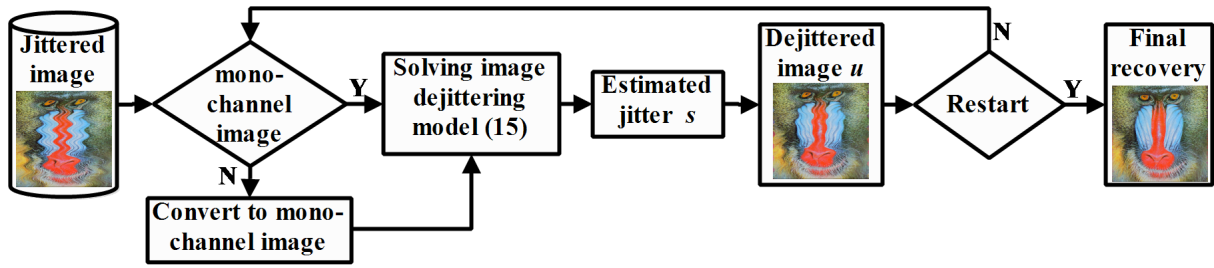 Jittered
image
mono-
channel
image
Y
N
Convert to mono-
channel image
Solving image
dejittering
model (15)
Estimated
jitter s
Dejittered
image u
Restart
N
Y
Final
recovery